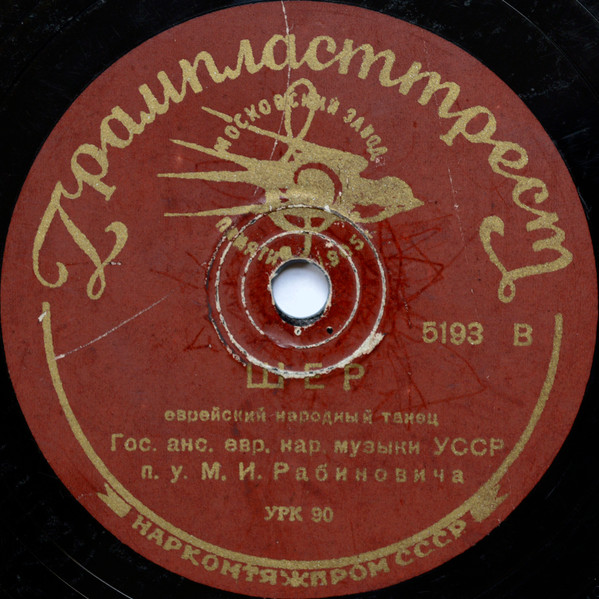 Грампласттрест
МОСКОВСКИЙ ЗАВОД
5193 В
ШЕР
еврейский народный танец
Гос. анс. евр. нар. музыки УССР
п. у. М. И. Рабиновича
УРК 90
НАРКОМТЯЖПРОМ СССР